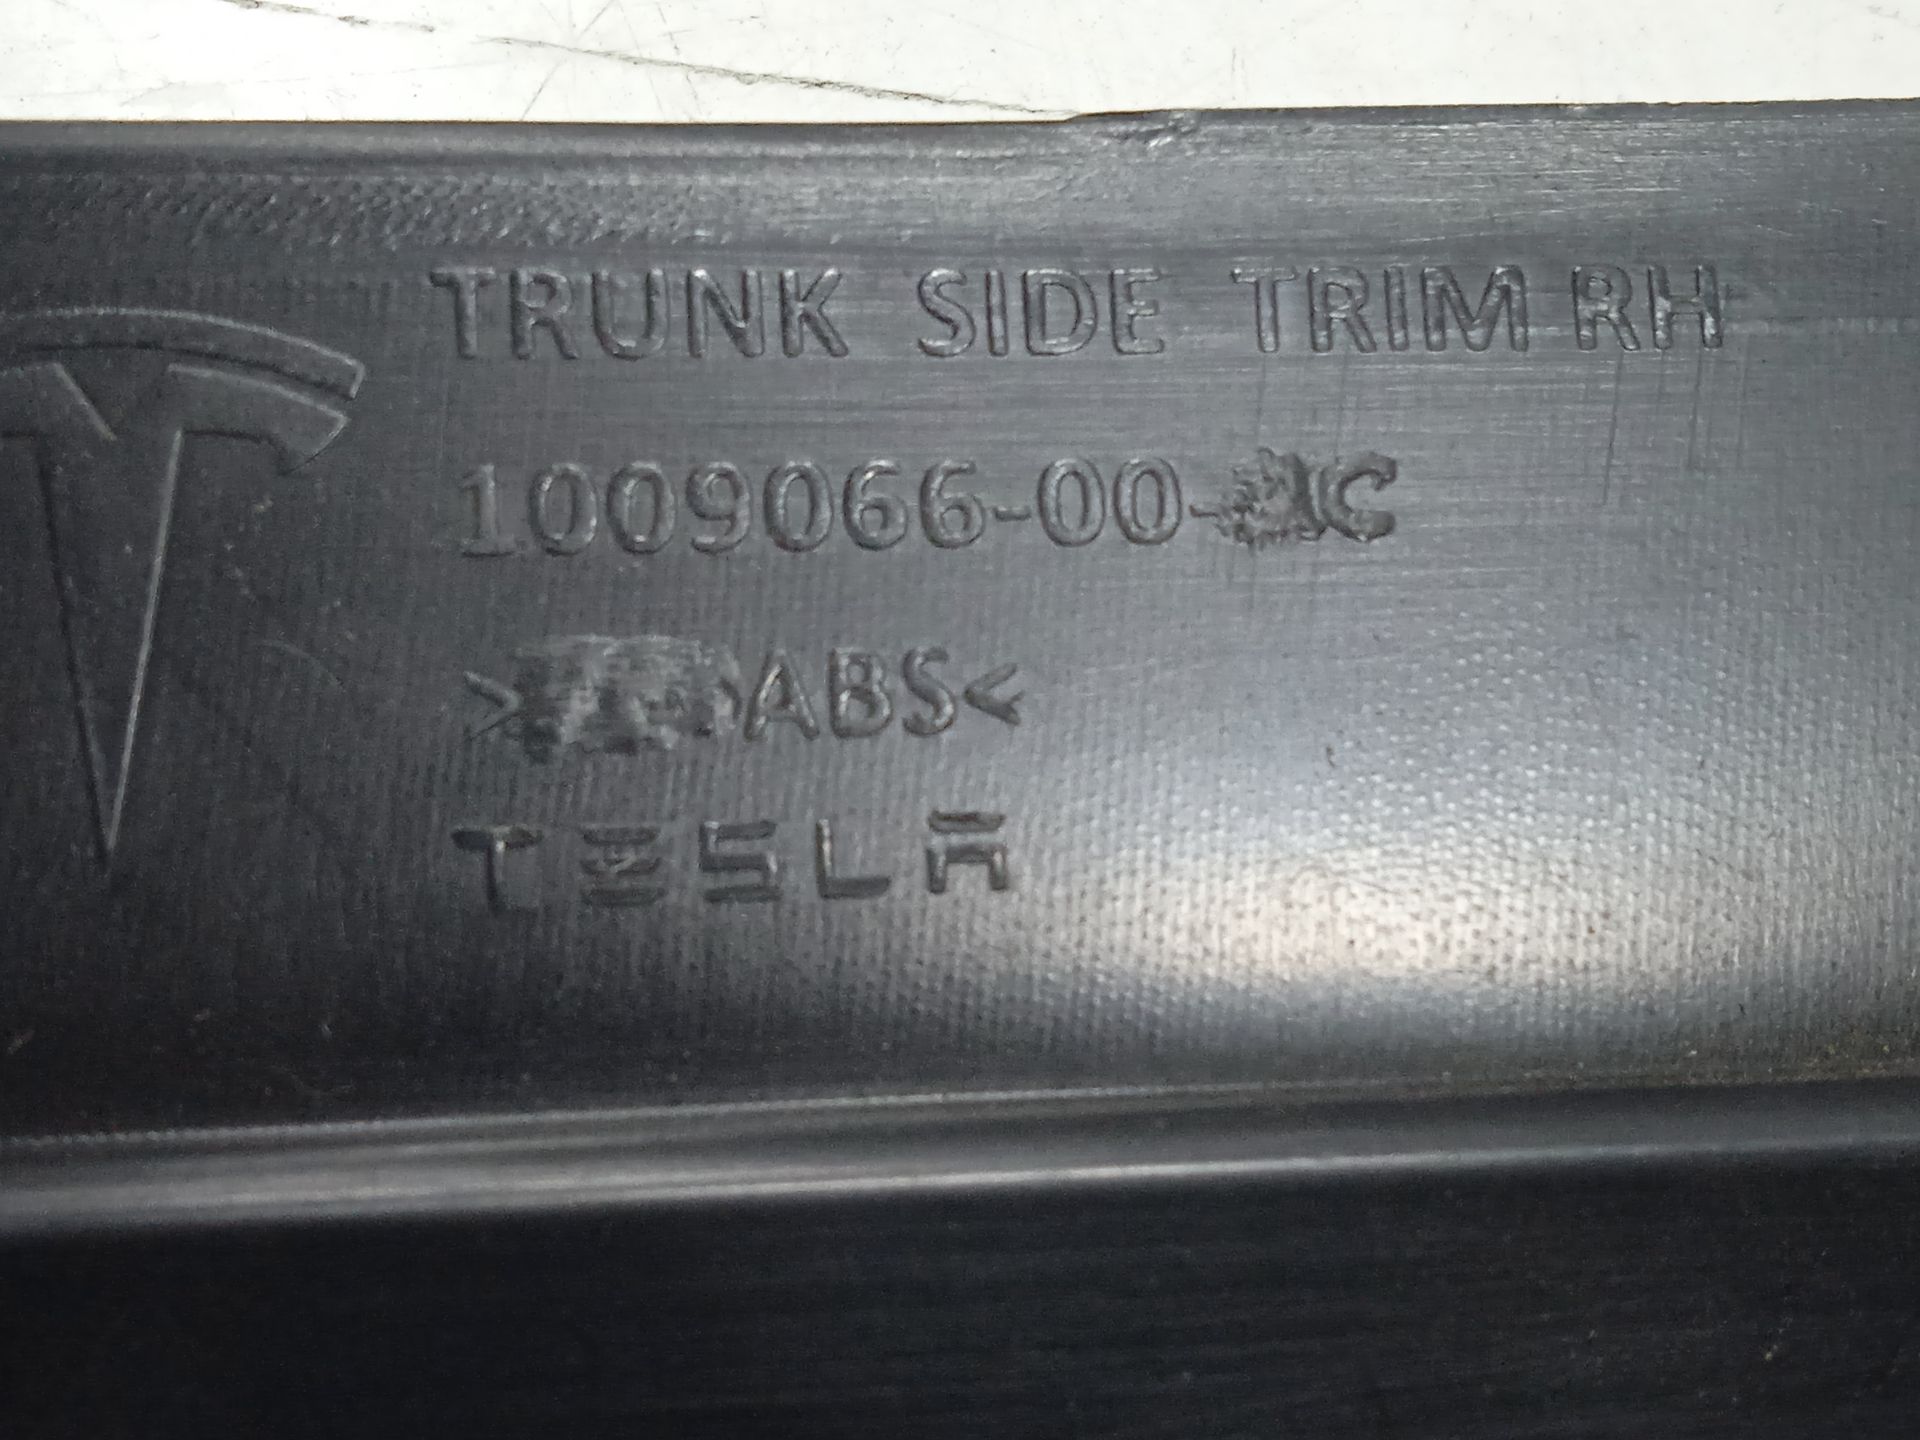 TRUNK SIDE TRIM RH
1009066-00-
ABS<
TESLA